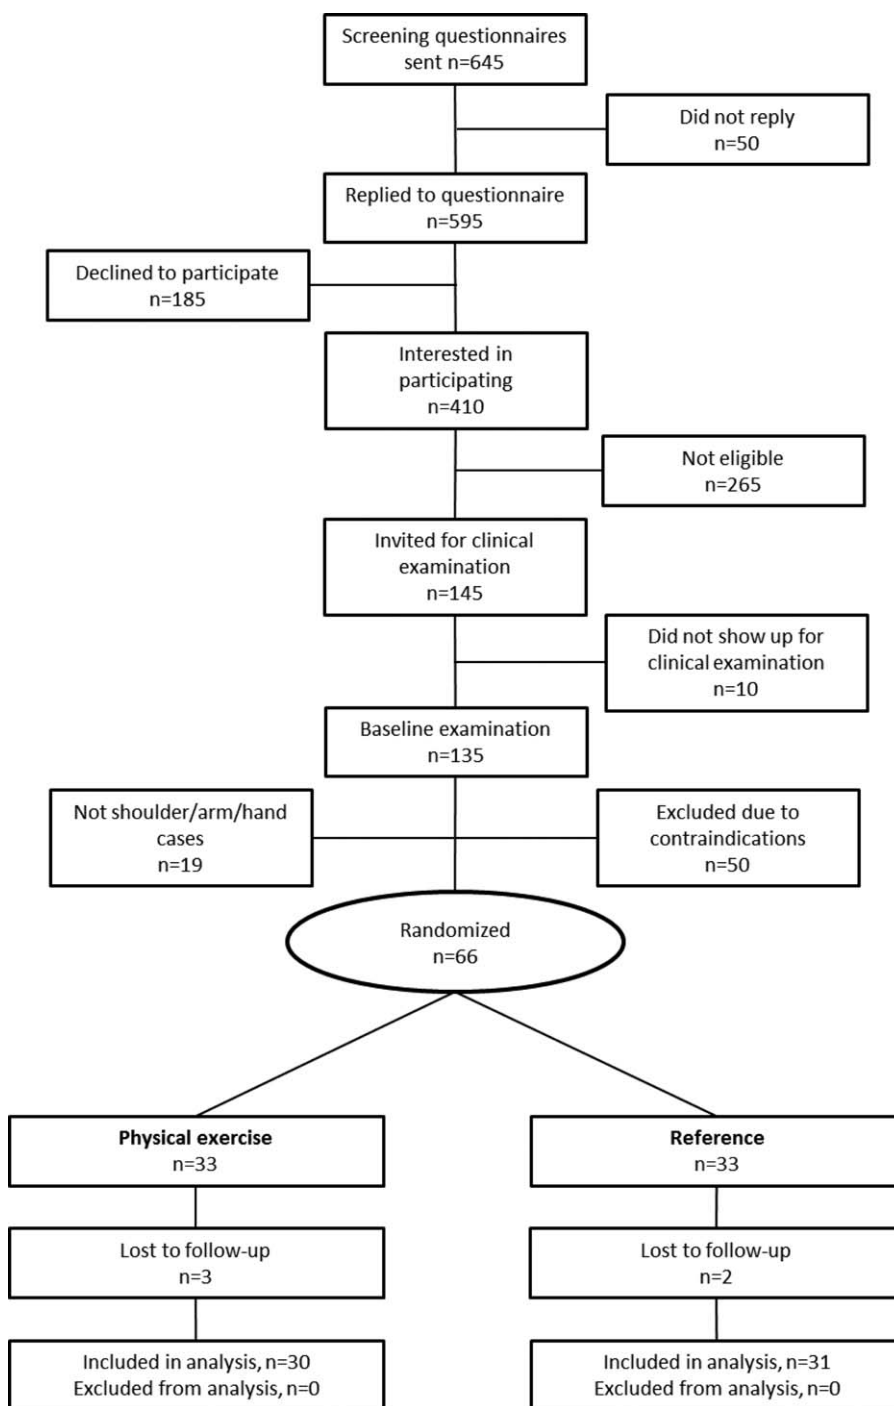 Screening questionnaires
sent n=645
Did not reply
n=50
Replied to questionnaire
n=595
Declined to participate
n=185
Interested in
participating
n=410
Not eligible
n=265
Invited for clinical
examination
n=145
Did not show up for
clinical examination
n=10
Baseline examination
n=135
Not shoulder/arm/hand
cases
n=19
Excluded due to
contraindications
n=50
Randomized
n=66
Physical exercise
n=33
Reference
n=33
Lost to follow-up
n=3
Lost to follow-up
n=2
Included in analysis, n=30
Excluded from analysis, n=0
Included in analysis, n=31
Excluded from analysis, n=0